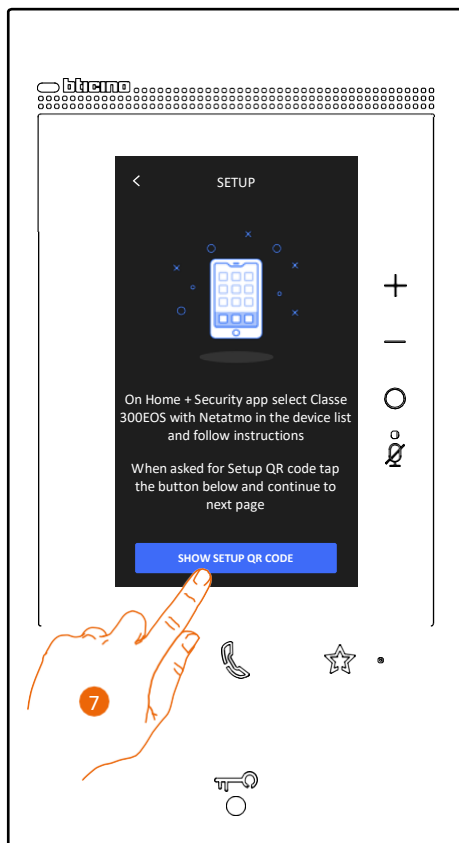 bticino
SETUP
On Home + Security app select Classe
300EOS with Netatmo in the device list
and follow instructions
When asked for Setup QR code tap
the button below and continue to
next page
SHOW SETUP QR CODE
7